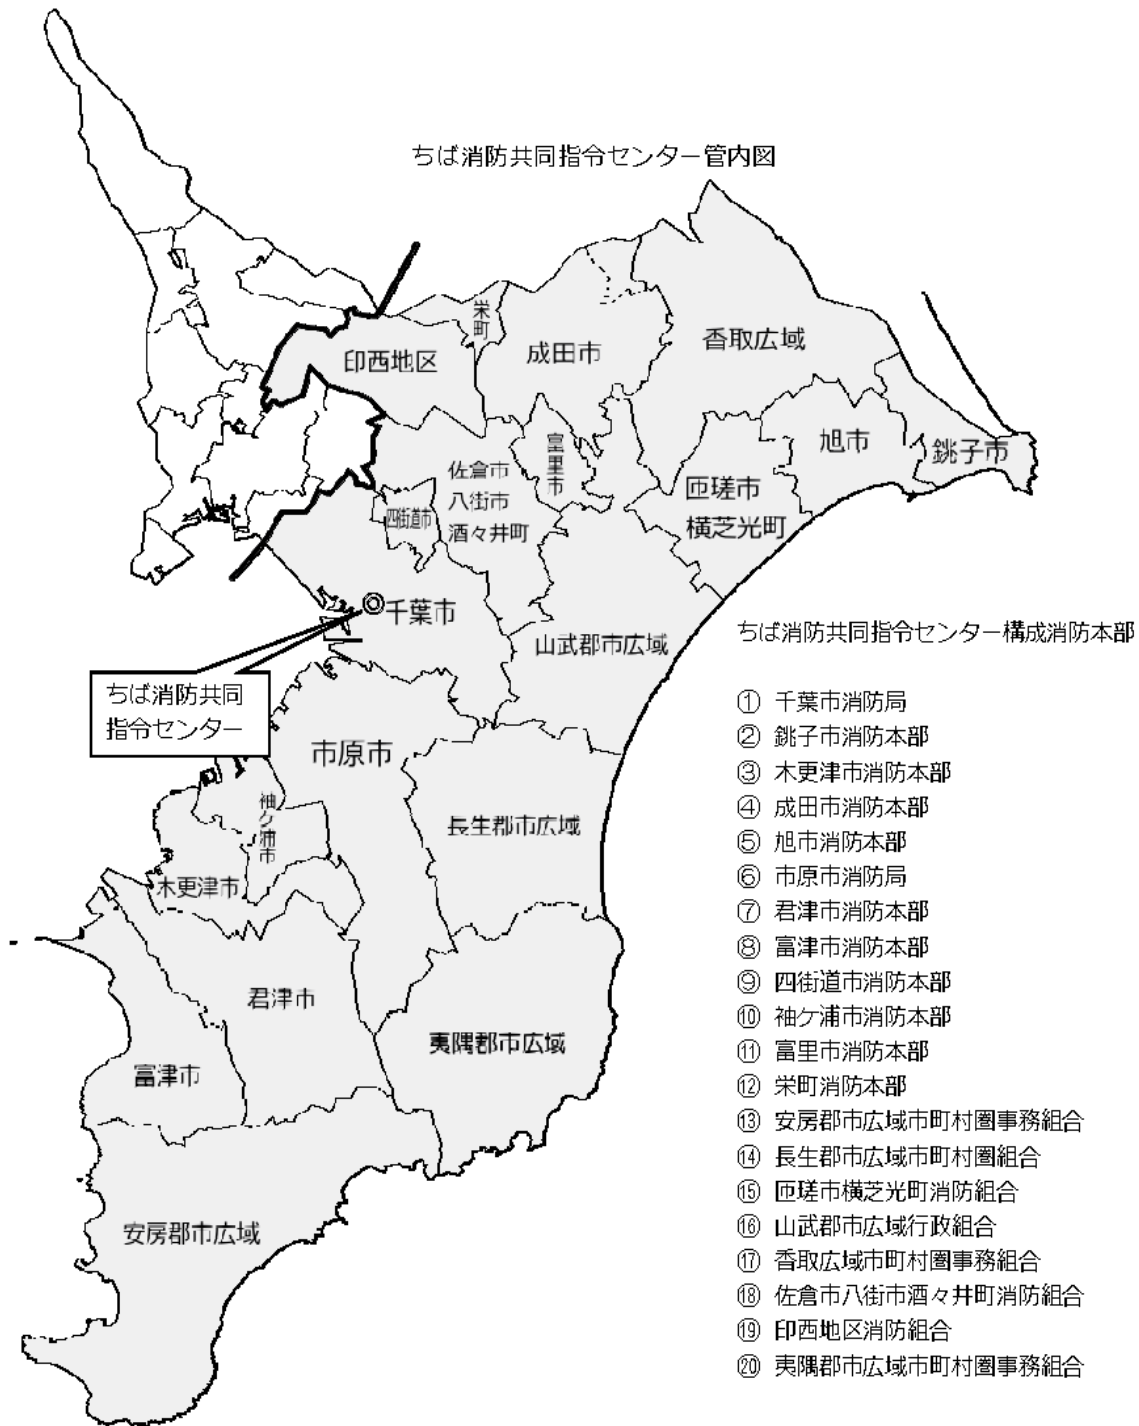 ちば消防共同指令センター管内図
栄町
印西地区
成田市
香取広域
富里市
旭市
銚子市
佐倉市
八街市
酒々井町
匝瑳市
横芝光町
四街道市
千葉市
山武郡市広域
ちば消防共同
指令センター
市原市
袖ケ浦市
長生郡市広域
木更津市
君津市
夷隅郡市広域
富津市
安房郡市広域
ちば消防共同指令センター構成消防本部
① 千葉市消防局
② 銚子市消防本部
③ 木更津市消防本部
④ 成田市消防本部
⑤ 旭市消防本部
⑥ 市原市消防局
⑦ 君津市消防本部
⑧ 富津市消防本部
⑨ 四街道市消防本部
⑩ 袖ケ浦市消防本部
⑪ 富里市消防本部
⑫ 栄町消防本部
⑬ 安房郡市広域市町村圏事務組合
⑭ 長生郡市広域市町村圏組合
⑮ 匝瑳市横芝光町消防組合
⑯ 山武郡市広域行政組合
⑰ 香取広域市町村圏事務組合
⑱ 佐倉市八街市酒々井町消防組合
⑲ 印西地区消防組合
⑳ 夷隅郡市広域市町村圏事務組合